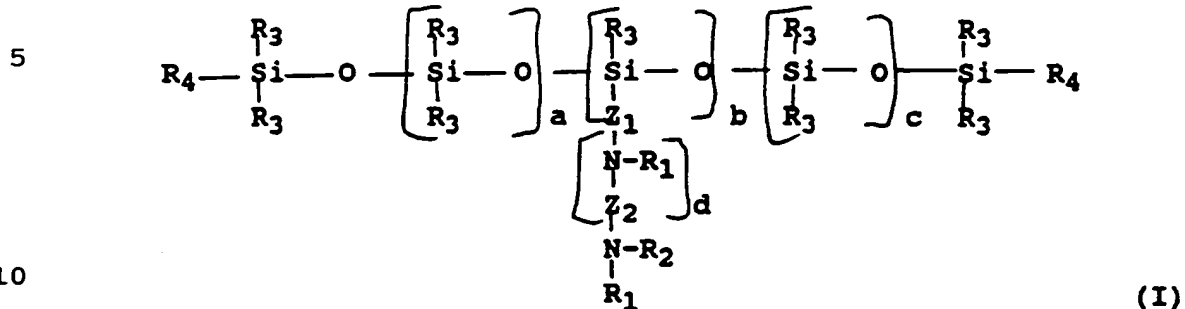 R3 R3 R3 R3 R3
5
R4 Si O Si O Si O Si O Si R4
R3 R3 a Z1 b R3 c R3
N-R1
Z2 d
N-R2
10
R1 (I)